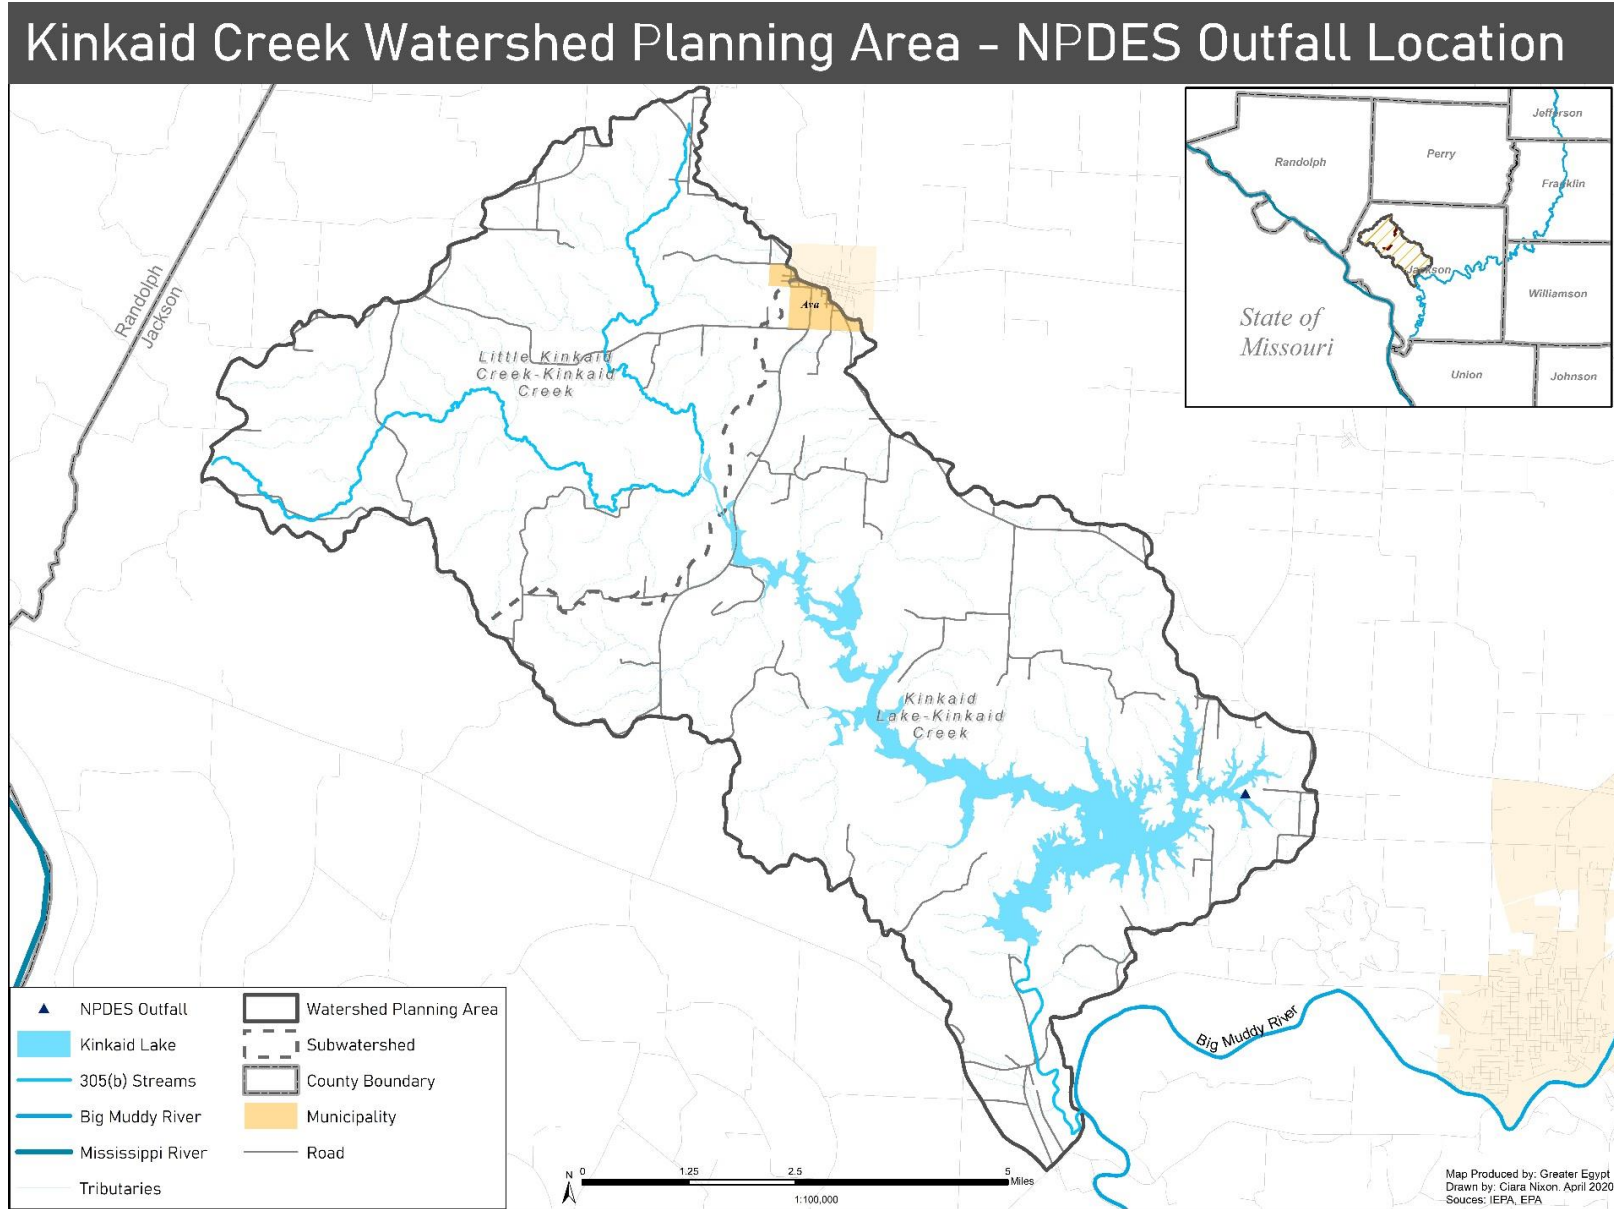 Kinkaid Creek Watershed Planning Area - NPDES Outfall Location
Jefferson
Randolph
Perry
Franklin
Jackson
Williamson
State of
Missouri
Union
Johnson
Randolph
Jackson
Ava
Little Kinkaid
Creek-Kinkaid
Creek
Kinkaid
Lake-Kinkaid
Creek
Big Muddy River
NPDES Outfall
Kinkaid Lake
305(b) Streams
Big Muddy River
Mississippi River
Tributaries
Watershed Planning Area
Subwatershed
County Boundary
Municipality
Road
N
0 1.25 2.5 5
Miles
1:100,000
Map Produced by: Greater Egypt
Drawn by: Ciara Nixon. April 2020
Souces: IEPA, EPA